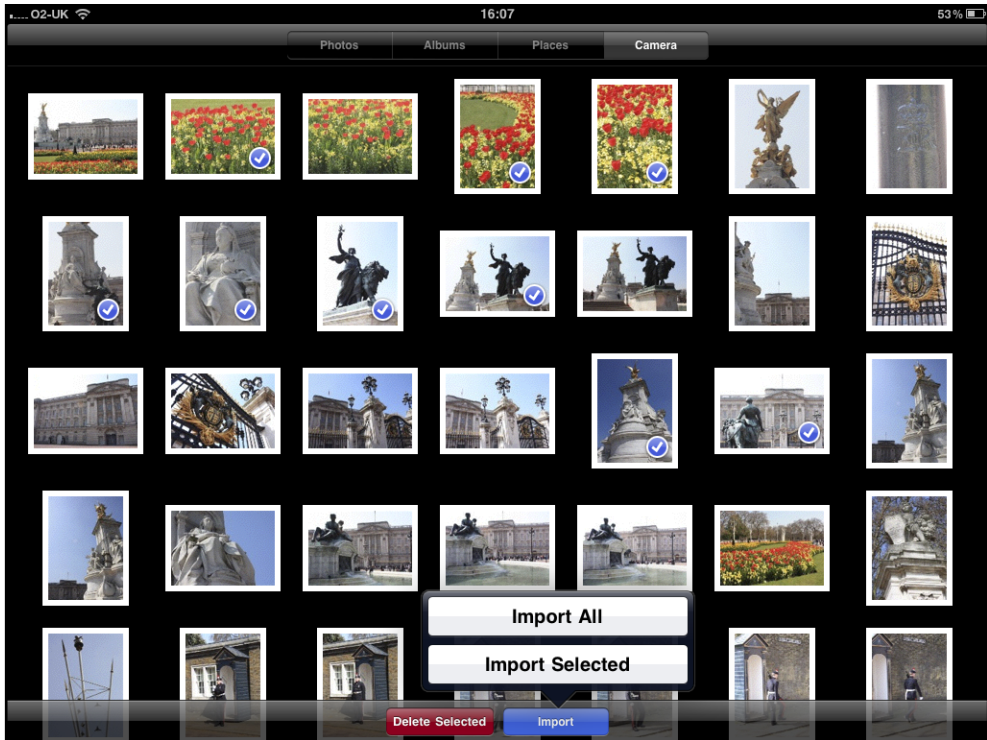 O2-UK
16:07
53%
Photos
Albums
Places
Camera
Import All
Import Selected
Delete Selected
Import